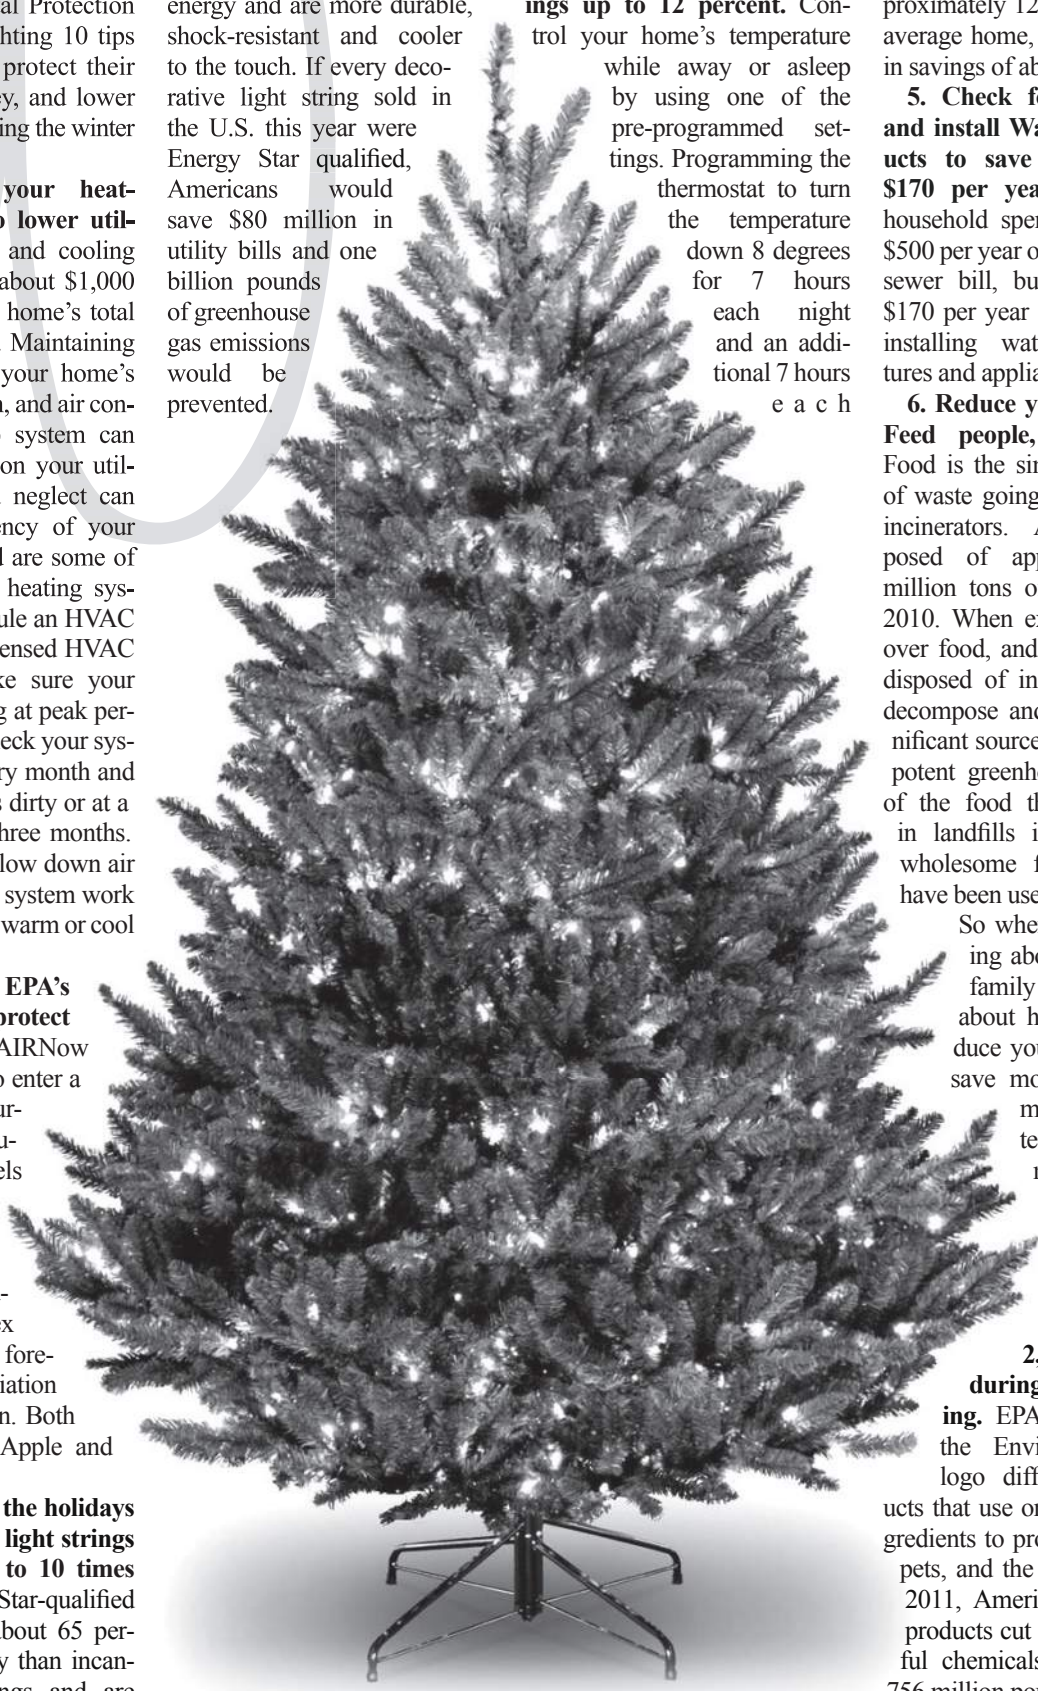 al Protection
hting 10 tips
protect their
y, and lower
ing the winter
your heat-
lower util-
and cooling
about $1,000
home's total
Maintaining
your home's
, and air con-
system can
on your util-
neglect can
ency of your
are some of
heating sys-
ule an HVAC
ensed HVAC
ke sure your
g at peak per-
eck your sys-
ry month and
s dirty or at a
hree months.
low down air
system work
warm or cool
EPA's
protect
AIRNow
o enter a
ur-
u-
els
-
ex
fore-
iation
n. Both
Apple and
the holidays
light strings
to 10 times
Star-qualified
about 65 per-
y than incan-
ngs and are
energy and are more durable,
shock-resistant and cooler
to the touch. If every deco-
rative light string sold in
the U.S. this year were
Energy Star qualified,
Americans would
save $80 million in
utility bills and one
billion pounds
of greenhouse
gas emissions
would be
prevented.
ings up to 12 percent. Con-
trol your home's temperature
while away or asleep
by using one of the
pre-programmed set-
tings. Programming the
thermostat to turn
the temperature
down 8 degrees
for 7 hours
each night
and an addi-
tional 7 hours
each
proximately 12
average home,
in savings of ab
5. Check fo
and install Wa
ucts to save
$170 per yea
household spen
$500 per year o
sewer bill, bu
$170 per year
installing wat
tures and applia
6. Reduce y
Feed people,
Food is the sin
of waste going
incinerators. A
posed of app
million tons o
2010. When ex
over food, and
disposed of in
decompose and
nificant source
potent greenh
of the food th
in landfills i
wholesome f
have been use
So whe
ing abo
family
about h
duce you
save mo
m
te
r
2,
during
ing. EPA
the Envi
logo diff
ucts that use or
gredients to pro
pets, and the
2011, Ameri
products cut
ful chemicals
756 million po